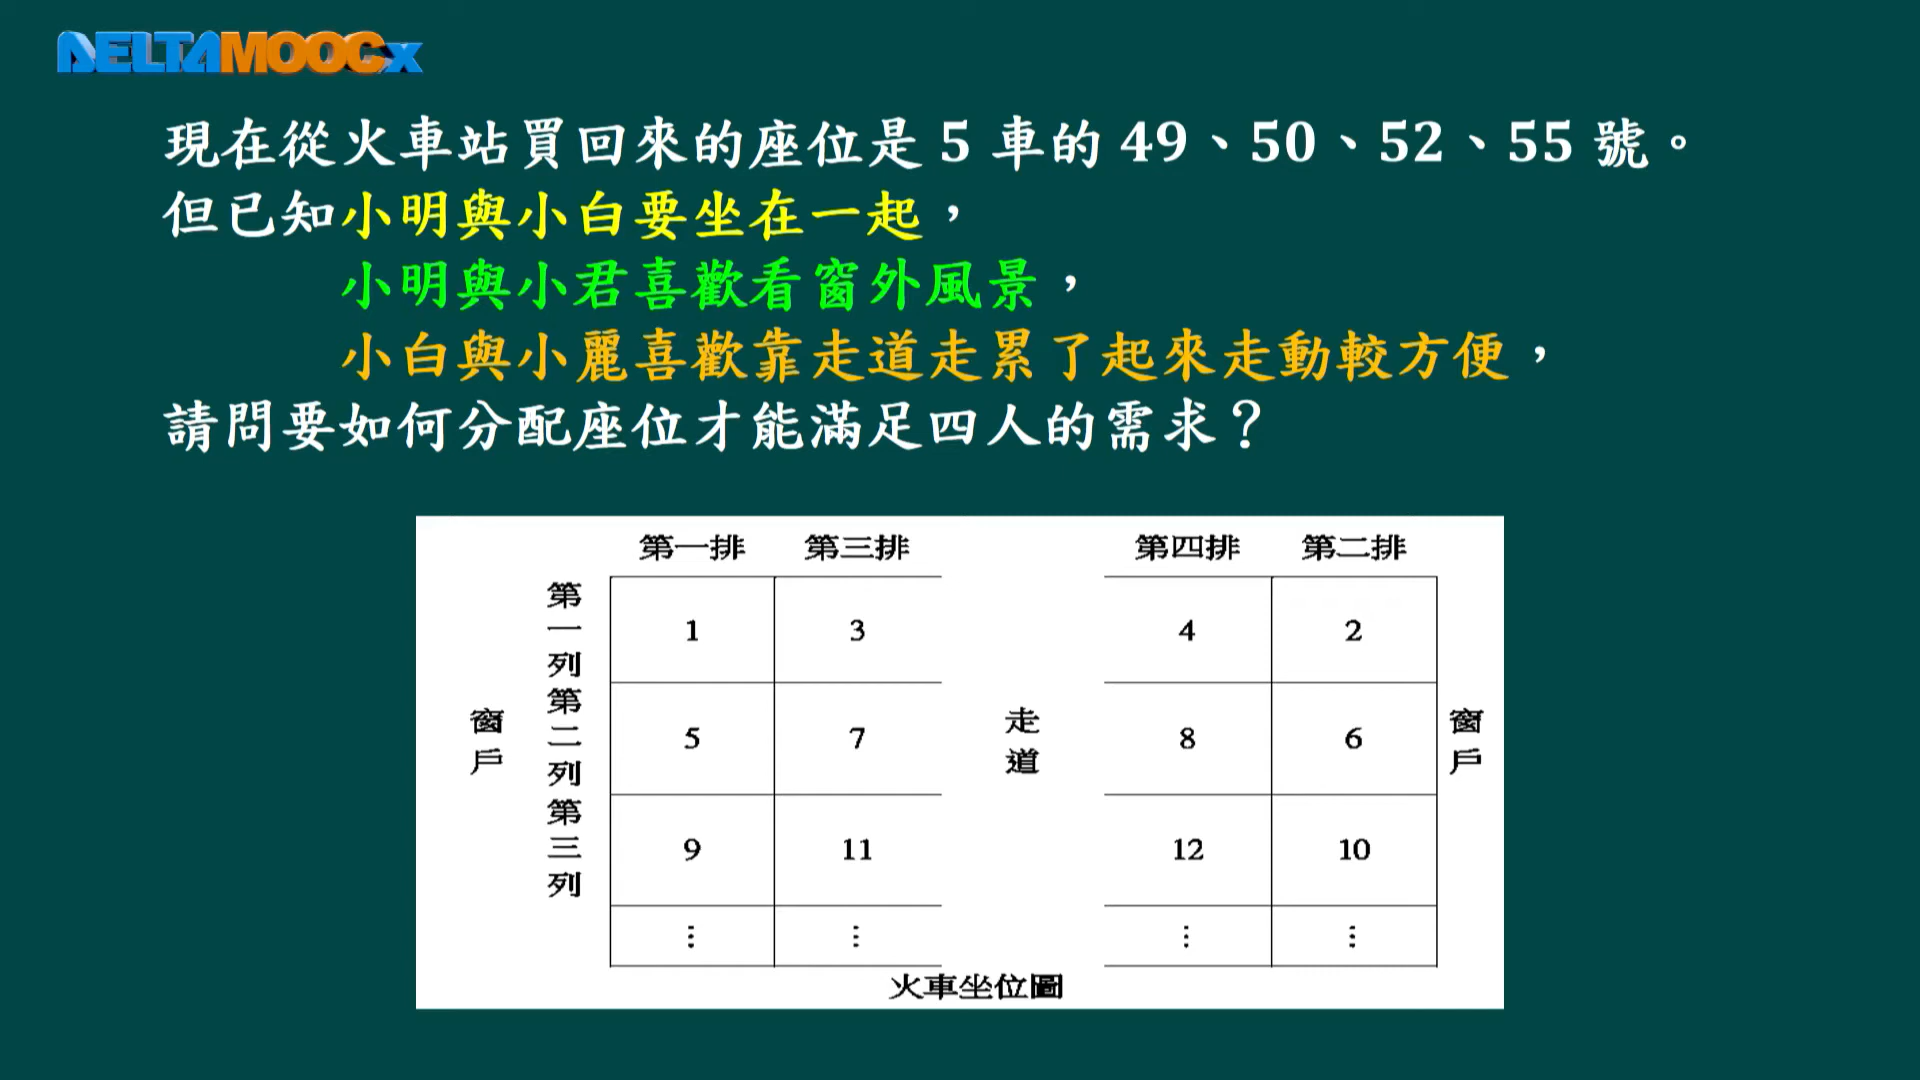 DELTAMOOCx
現在從火車站買回來的座位是 5 車的 49、50、52、55 號。
但已知小明與小白要坐在一起，
小明與小君喜歡看窗外風景，
小白與小麗喜歡靠走道走累了起來走動較方便，
請問要如何分配座位才能滿足四人的需求？
第一排 第三排 第四排 第二排
第一列 1 3 4 2
窗戶 第二列 5 7 走道 8 6 窗戶
第三列 9 11 12 10
⋮ ⋮ ⋮ ⋮
火車坐位圖